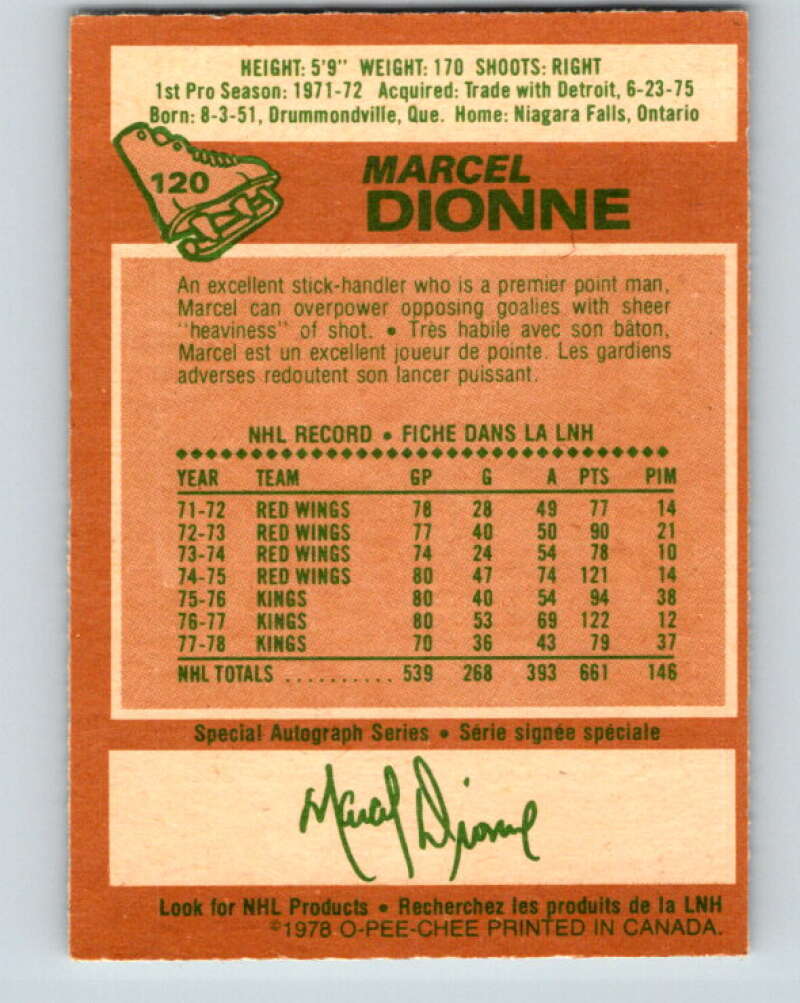 HEIGHT: 5'9" WEIGHT: 170 SHOOTS: RIGHT
1st Pro Season: 1971-72 Acquired: Trade with Detroit, 6-23-75
Born: 8-3-51, Drummondville, Que. Home: Niagara Falls, Ontario
120
MARCEL
DIONNE
An excellent stick-handler who is a premier point man,
Marcel can overpower opposing goalies with sheer
"heaviness" of shot. • Très habile avec son bâton,
Marcel est un excellent joueur de pointe. Les gardiens
adverses redoutent son lancer puissant.
NHL RECORD • FICHE DANS LA LNH
YEAR TEAM GP G A PTS PIM
71-72 RED WINGS 78 28 49 77 14
72-73 RED WINGS 77 40 50 90 21
73-74 RED WINGS 74 24 54 78 10
74-75 RED WINGS 80 47 74 121 14
75-76 KINGS 80 40 54 94 38
76-77 KINGS 80 53 69 122 12
77-78 KINGS 70 36 43 79 37
NHL TOTALS .......... 539 268 393 661 146
Special Autograph Series • Série signée spéciale
Marcel Dionne
Look for NHL Products • Recherchez les produits de la LNH
©1978 O-PEE-CHEE PRINTED IN CANADA.